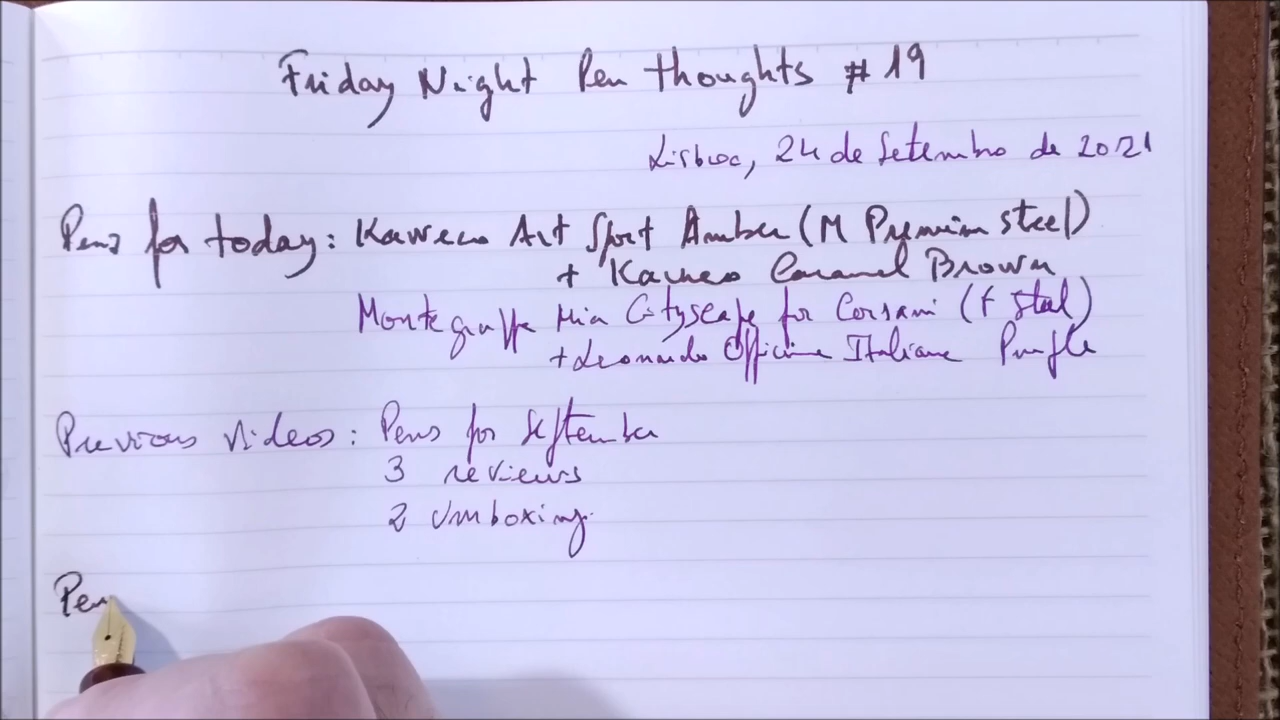 Friday Night Pen thoughts #19
Lisboa, 24 de Setembro de 2021
Pens for today: Kaweco Art Sport Amber (M Premium steel)
+ Kaweco Caramel Brown
Montegrappa Mia Cityscape for Corsani (F steel)
+ Leonardo Officina Italiana Purple
Previous videos: Pens for September
3 reviews
2 Unboxing
Pen